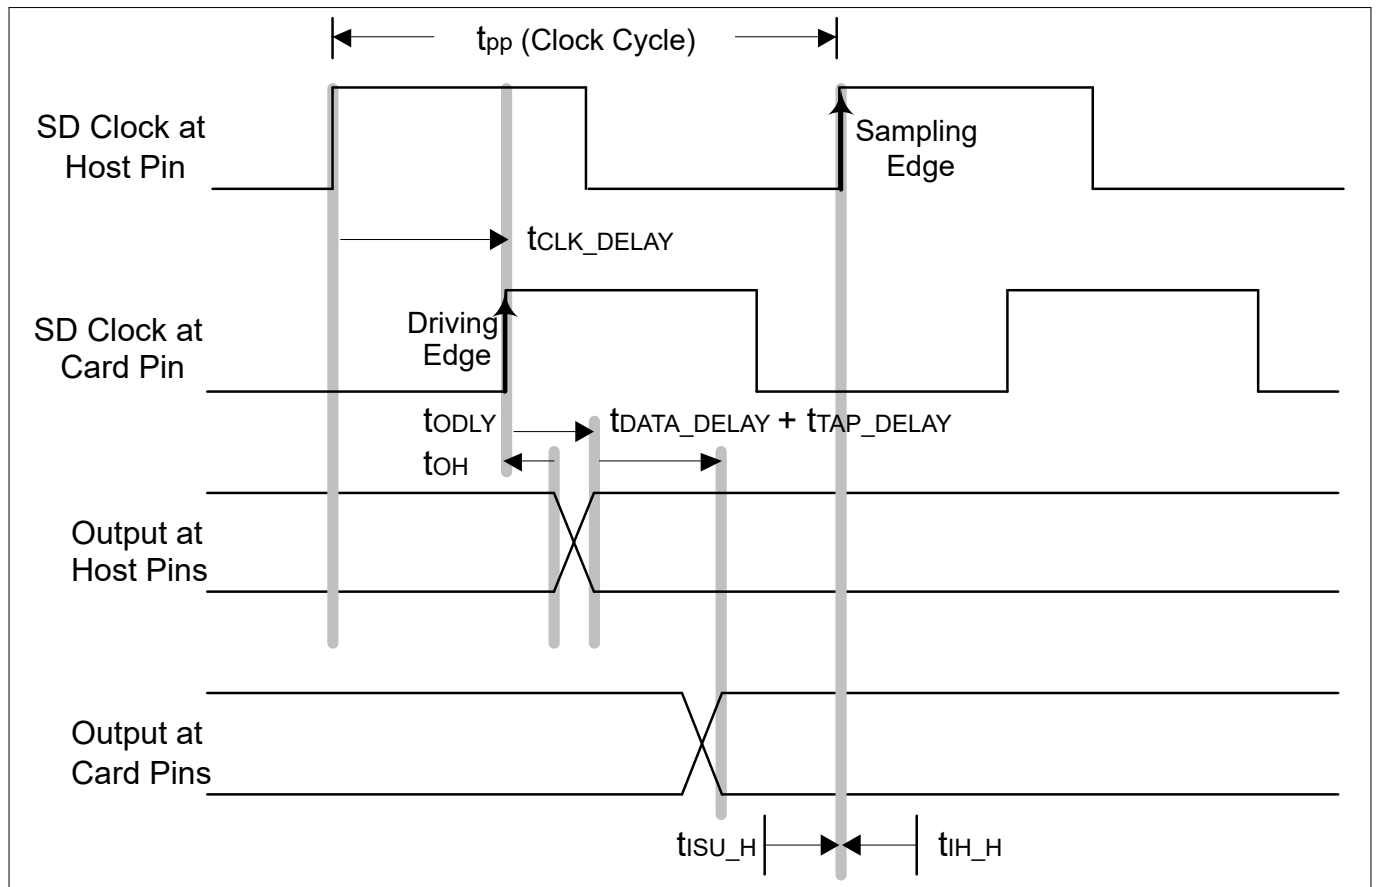 tpp (Clock Cycle)
SD Clock at
Host Pin
Sampling
Edge
tCLK_DELAY
SD Clock at
Card Pin
Driving
Edge
tODLY
tDATA_DELAY + tTAP_DELAY
tOH
Output at
Host Pins
Output at
Card Pins
tISU_H
tIH_H